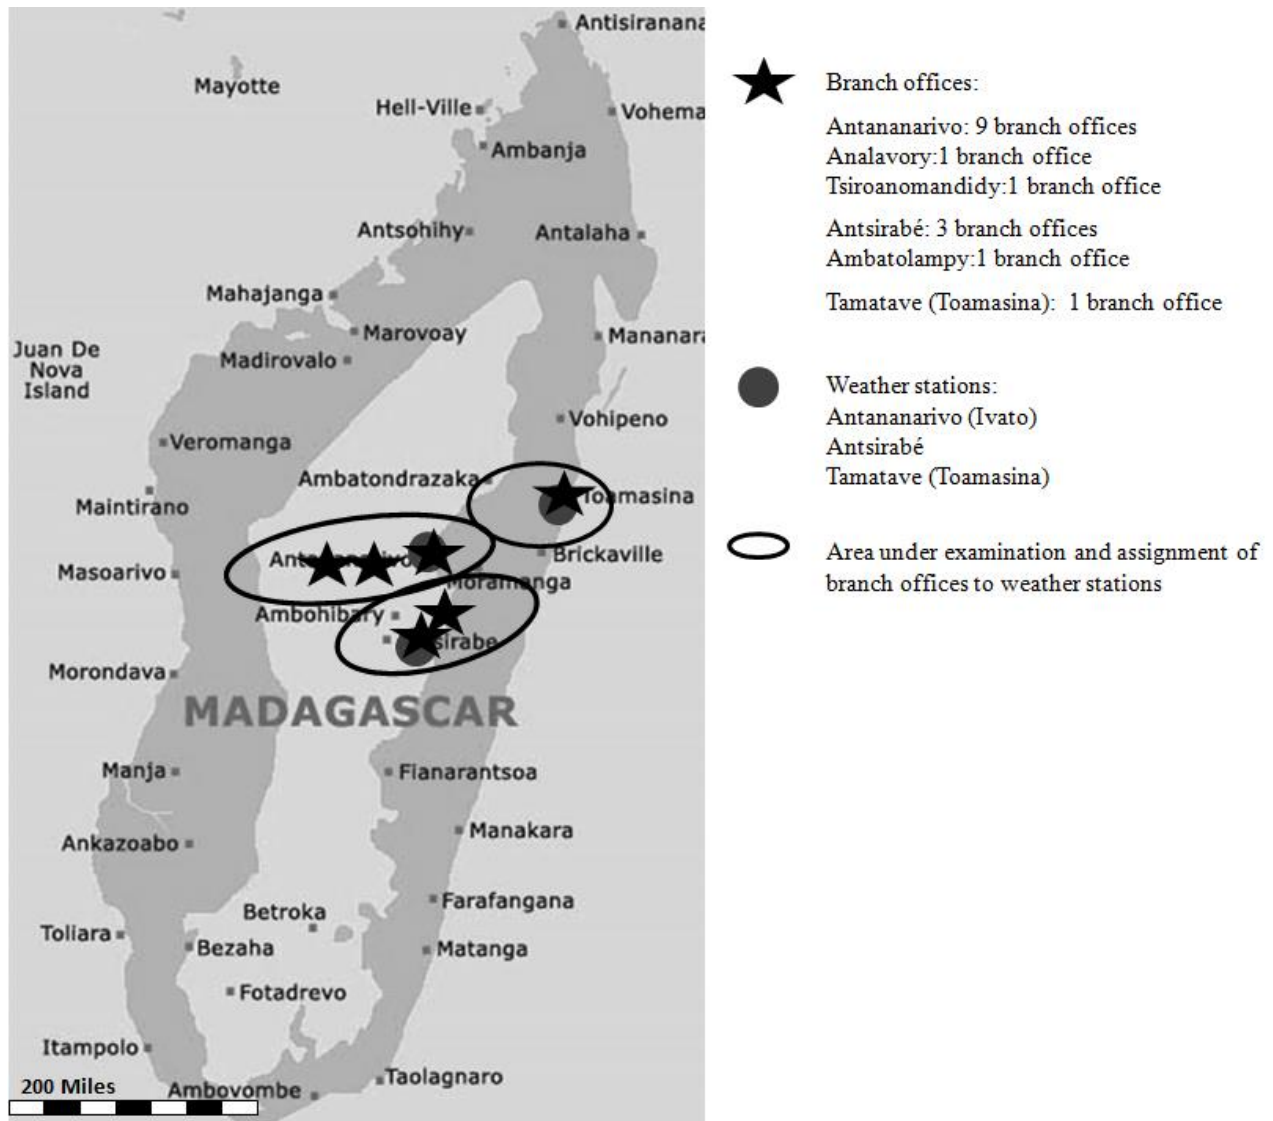 Antisiranana
Mayotte
Hell-Ville
Vohema
Ambanja
Antsohihy
Antalaha
Mahajanga
Marovoay
Mananara
Juan De
Nova
Island
Madirovalo
Vohipeno
Veromanga
Ambatondrazaka
Toamasina
Maintirano
Brickaville
Masoarivo
Moramanga
Ambohibary
sirabe
Morondava
MADAGASCAR
Manja
Fianarantsoa
Manakara
Ankazoabo
Farafangana
Betroka
Toliara
Bezaha
Matanga
Fotadrevo
Itampolo
Taolagnaro
200 Miles
Ambovombe
Branch offices:
Antananarivo: 9 branch offices
Analavory:1 branch office
Tsiroanomandidy:1 branch office
Antsirabé: 3 branch offices
Ambatolampy:1 branch office
Tamatave (Toamasina): 1 branch office
Weather stations:
Antananarivo (Ivato)
Antsirabé
Tamatave (Toamasina)
Area under examination and assignment of
branch offices to weather stations